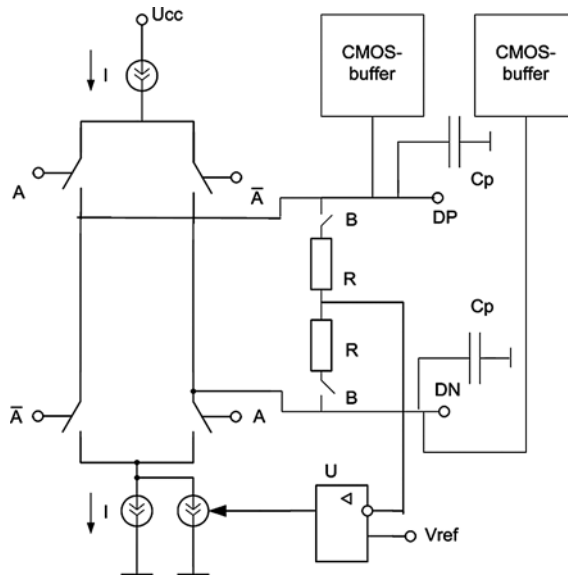 Ucc
CMOS-
buffer
CMOS-
buffer
I
A
A̅
Cp
B
DP
R
Cp
R
DN
B
A̅
A
U
I
Vref